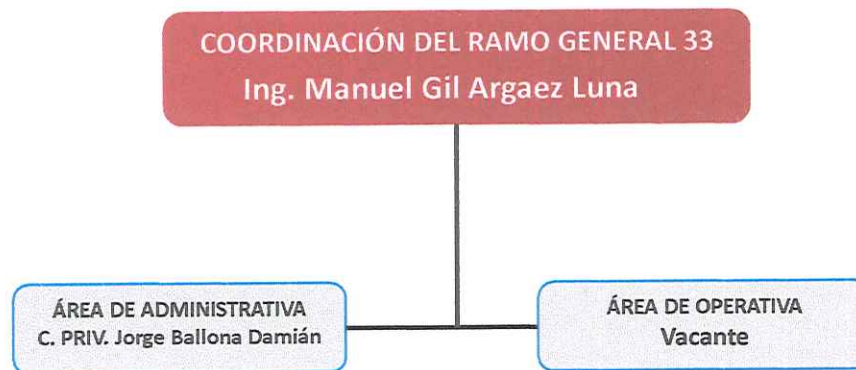 COORDINACIÓN DEL RAMO GENERAL 33
Ing. Manuel Gil Argaez Luna
ÁREA DE ADMINISTRATIVA
C. PRIV. Jorge Ballona Damián
ÁREA DE OPERATIVA
Vacante